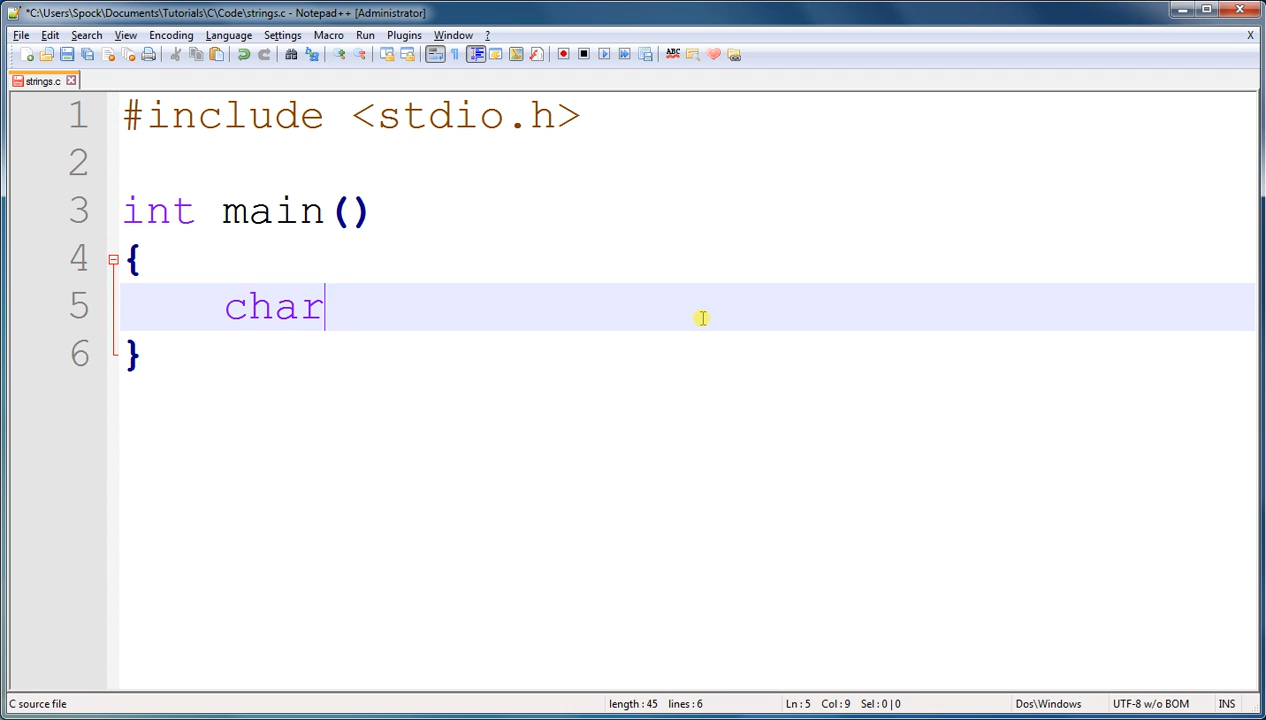 *C:\Users\Spock\Documents\Tutorials\C\Code\strings.c - Notepad++ [Administrator]
File Edit Search View Encoding Language Settings Macro Run Plugins Window ? X
ABC
strings.c
1 #include <stdio.h>
2
3 int main()
4 {
5 char
6 }
C source file length : 45 lines : 6 Ln : 5 Col : 9 Sel : 0 | 0 Dos\Windows UTF-8 w/o BOM INS